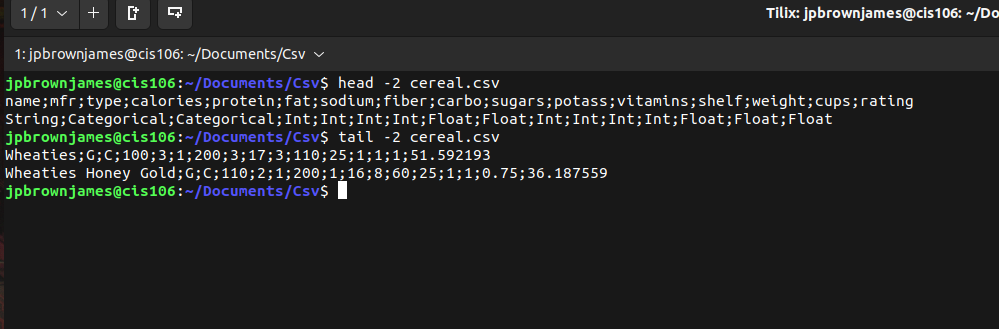 1 / 1
Tilix: jpbrownjames@cis106: ~/Do
1: jpbrownjames@cis106: ~/Documents/Csv
jpbrownjames@cis106:~/Documents/Csv$ head -2 cereal.csv
name;mfr;type;calories;protein;fat;sodium;fiber;carbo;sugars;potass;vitamins;shelf;weight;cups;rating
String;Categorical;Categorical;Int;Int;Int;Int;Float;Float;Int;Int;Int;Int;Float;Float;Float
jpbrownjames@cis106:~/Documents/Csv$ tail -2 cereal.csv
Wheaties;G;C;100;3;1;200;3;17;3;110;25;1;1;1;51.592193
Wheaties Honey Gold;G;C;110;2;1;200;1;16;8;60;25;1;1;0.75;36.187559
jpbrownjames@cis106:~/Documents/Csv$